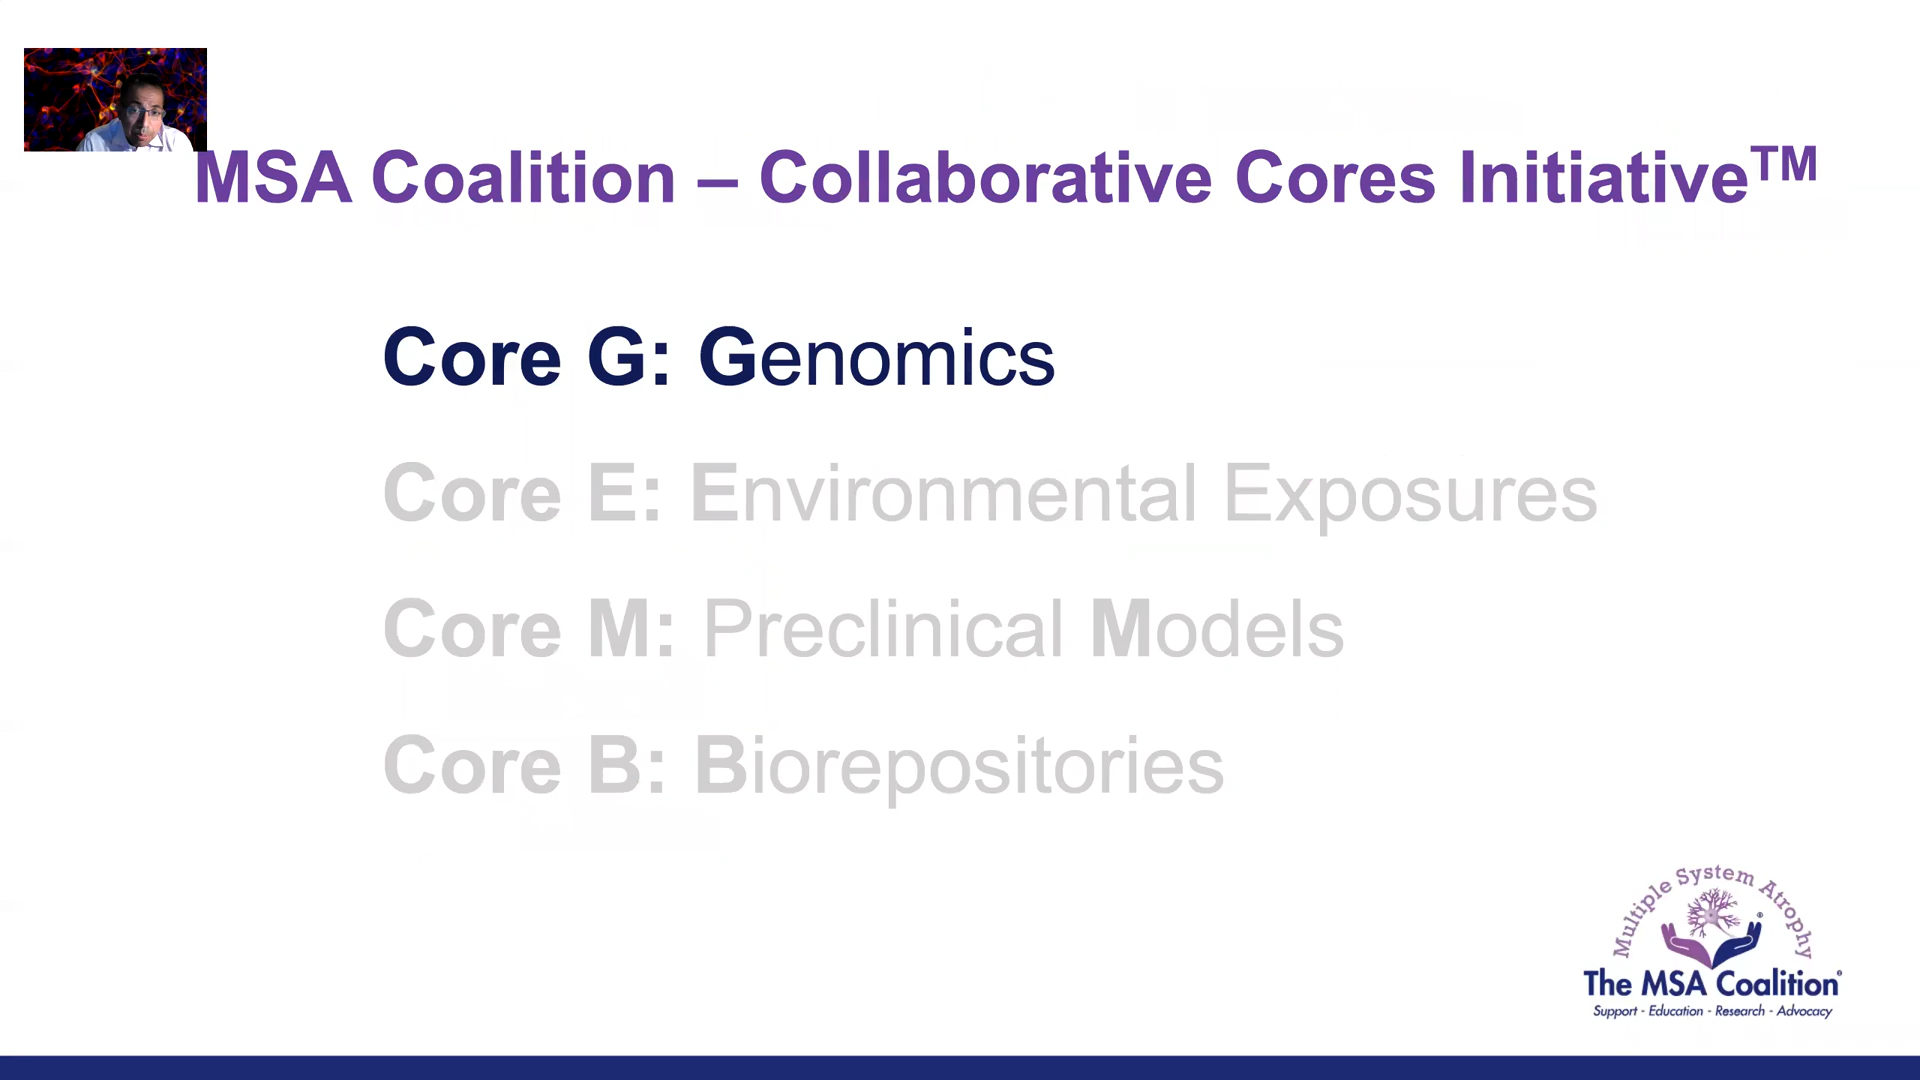 MSA Coalition – Collaborative Cores Initiative™
Core G: Genomics
Core E: Environmental Exposures
Core M: Preclinical Models
Core B: Biorepositories
Multiple System Atrophy ®
The MSA Coalition®
Support - Education - Research - Advocacy